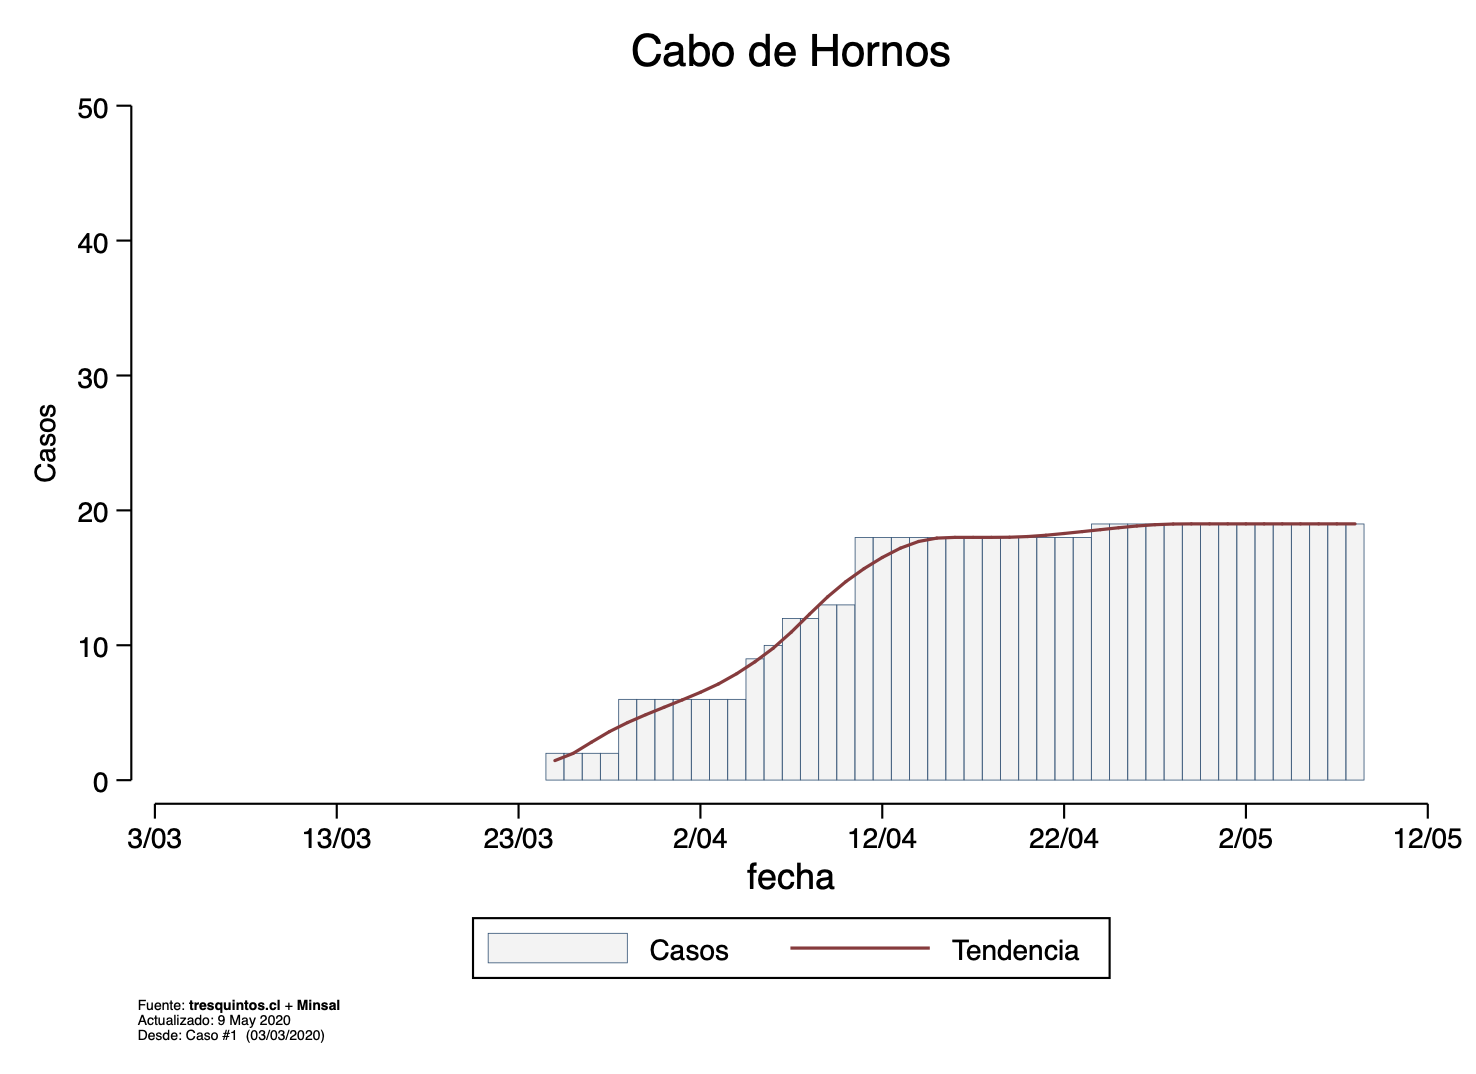 Cabo de Hornos
50
40
30
20
10
0
Casos
3/03 13/03 23/03 2/04 12/04 22/04 2/05 12/05
fecha
Casos Tendencia
Fuente: tresquintos.cl + Minsal
Actualizado: 9 May 2020
Desde: Caso #1 (03/03/2020)